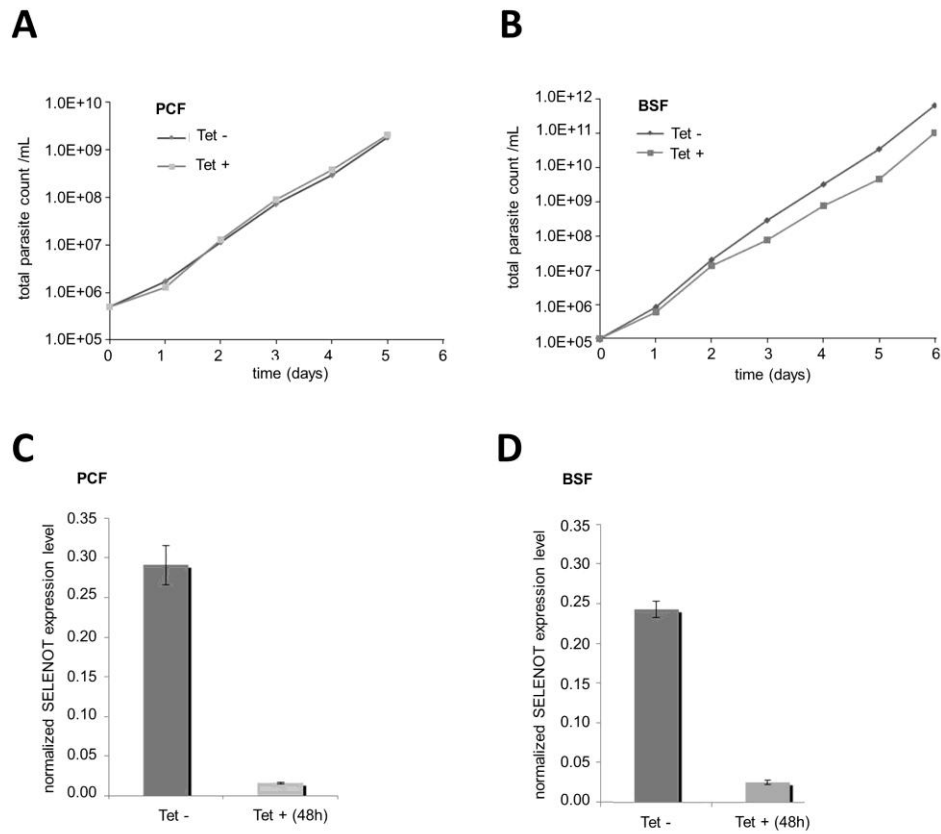 A
PCF
Tet -
Tet +
total parasite count /mL
1.0E+10
1.0E+09
1.0E+08
1.0E+07
1.0E+06
1.0E+05
0 1 2 3 4 5 6
time (days)
B
BSF
Tet -
Tet +
total parasite count /mL
1.0E+12
1.0E+11
1.0E+10
1.0E+09
1.0E+08
1.0E+07
1.0E+06
1.0E+05
0 1 2 3 4 5 6
time (days)
C
PCF
normalized SELENOT expression level
0.35
0.30
0.25
0.20
0.15
0.10
0.05
0.00
Tet - Tet + (48h)
D
BSF
normalized SELENOT expression level
0.35
0.30
0.25
0.20
0.15
0.10
0.05
0.00
Tet - Tet + (48h)